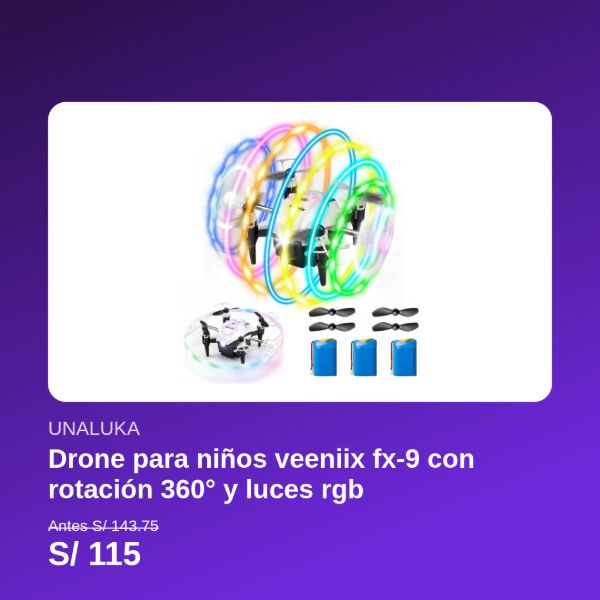 UNALUKA
Drone para niños veeniix fx-9 con
rotación 360° y luces rgb
Antes S/ 143.75
S/ 115